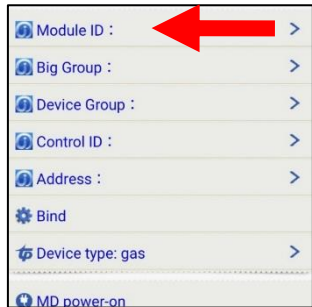 Module ID：
Big Group：
Device Group：
Control ID：
Address：
Bind
Device type: gas
MD power-on